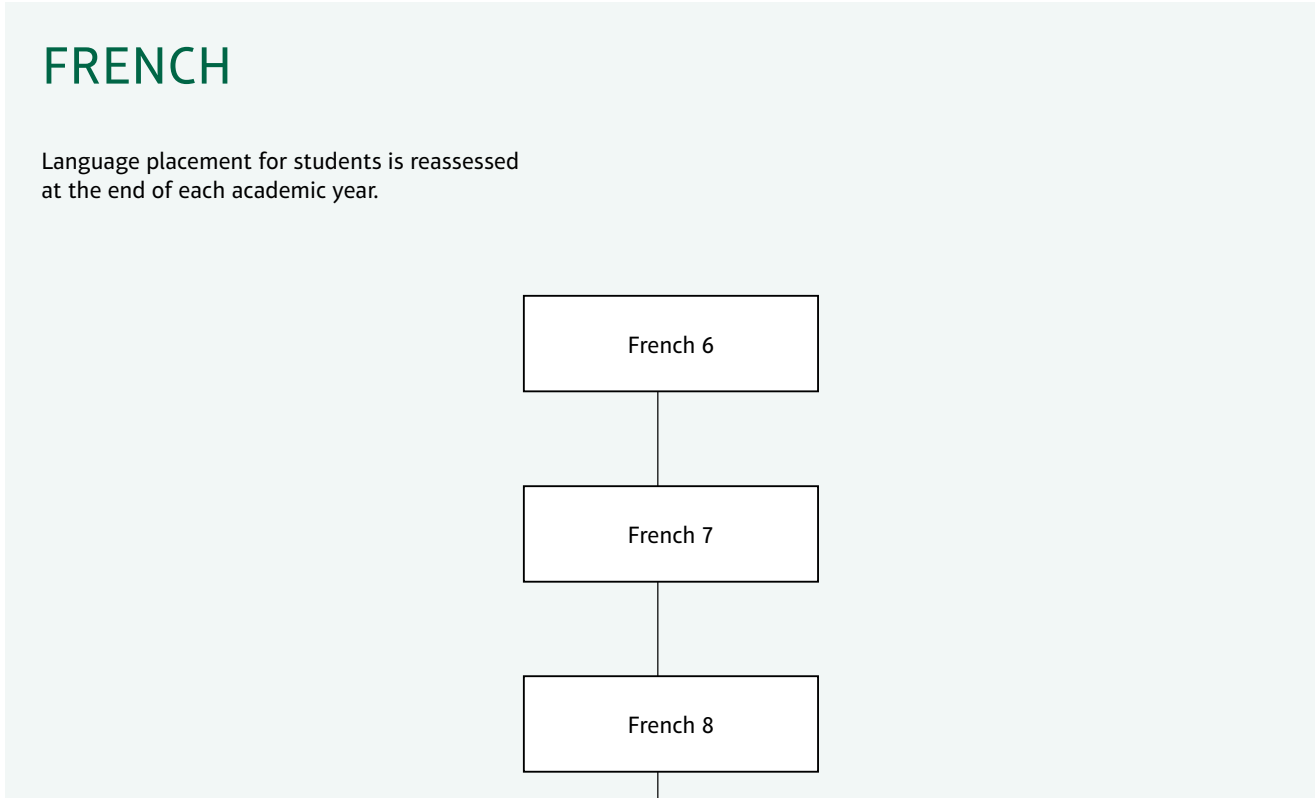 FRENCH
Language placement for students is reassessed
at the end of each academic year.
French 6
French 7
French 8